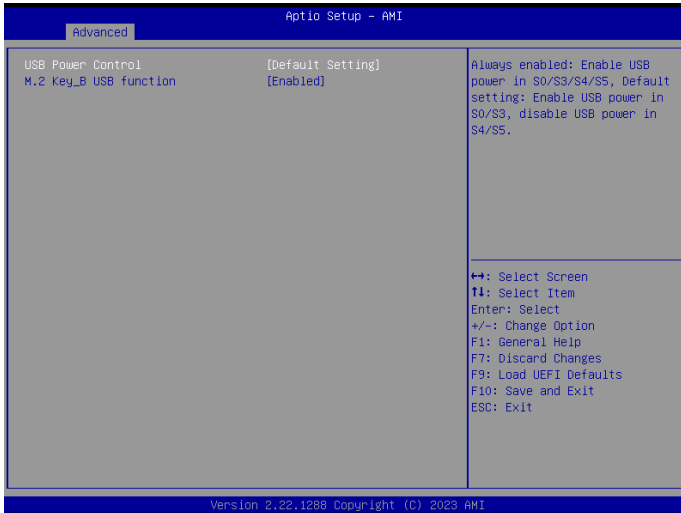 Aptio Setup - AMI
Advanced
USB Power Control [Default Setting]
M.2 Key_B USB function [Enabled]
Always enabled: Enable USB
power in S0/S3/S4/S5, Default
setting: Enable USB power in
S0/S3, disable USB power in
S4/S5.
↔: Select Screen
↑↓: Select Item
Enter: Select
+/-: Change Option
F1: General Help
F7: Discard Changes
F9: Load UEFI Defaults
F10: Save and Exit
ESC: Exit
Version 2.22.1288 Copyright (C) 2023 AMI